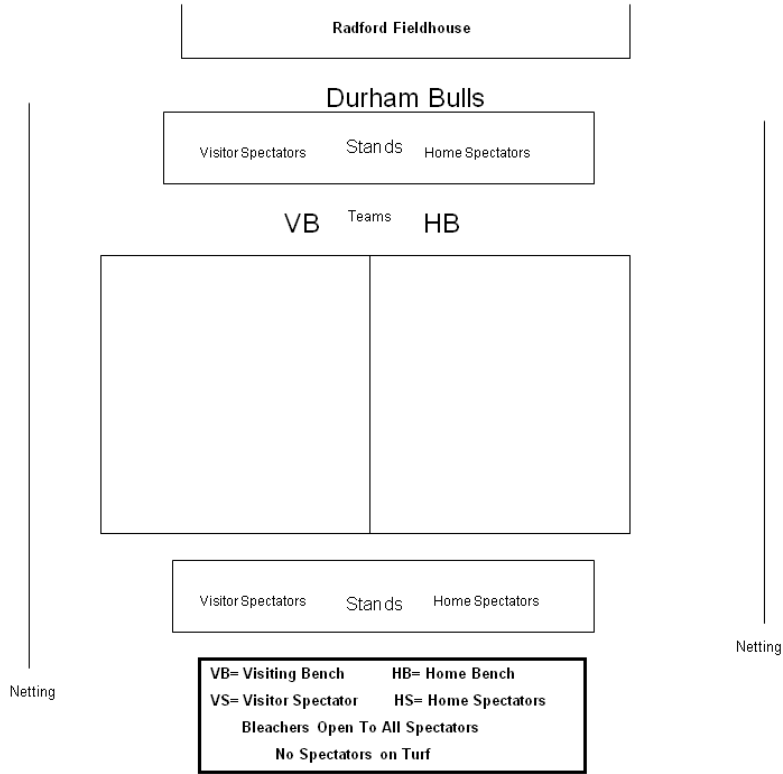 Radford Fieldhouse
Durham Bulls
Visitor Spectators Stands Home Spectators
VB Teams HB
Visitor Spectators Stands Home Spectators
Netting
Netting
VB= Visiting Bench HB= Home Bench
VS= Visitor Spectator HS= Home Spectators
Bleachers Open To All Spectators
No Spectators on Turf